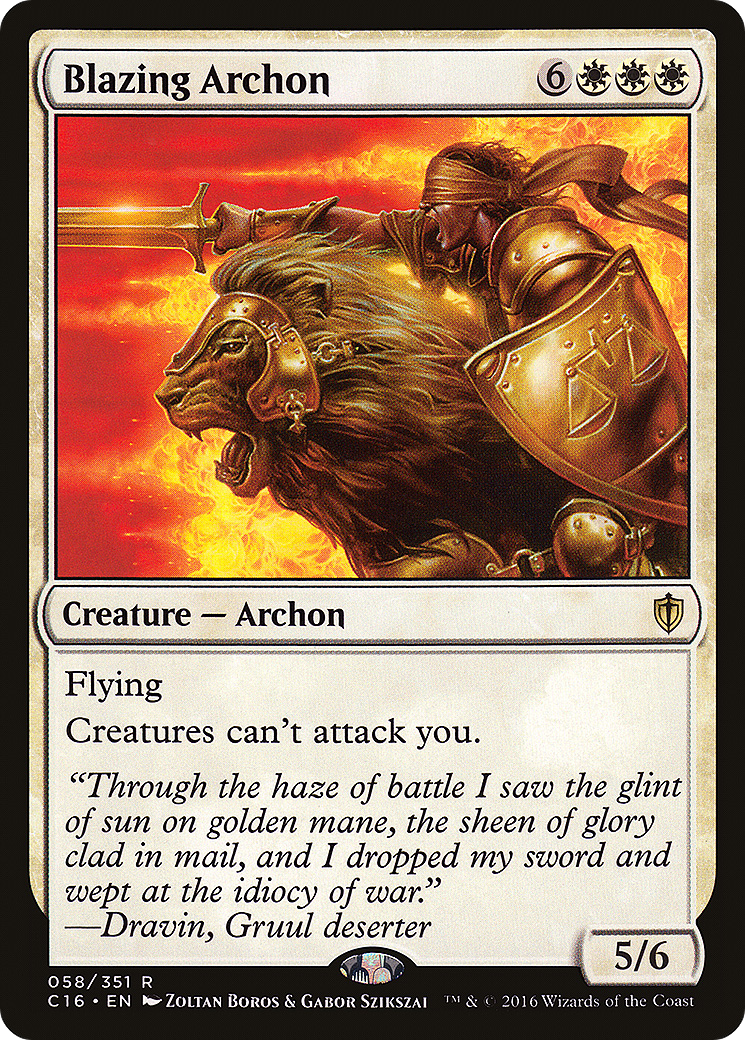 Blazing Archon 6
Creature — Archon
Flying
Creatures can't attack you.
“Through the haze of battle I saw the glint
of sun on golden mane, the sheen of glory
clad in mail, and I dropped my sword and
wept at the idiocy of war.”
—Dravin, Gruul deserter
5/6
058/351 R
C16 • EN Zoltan Boros & Gabor Szikszai ™ & © 2016 Wizards of the Coast